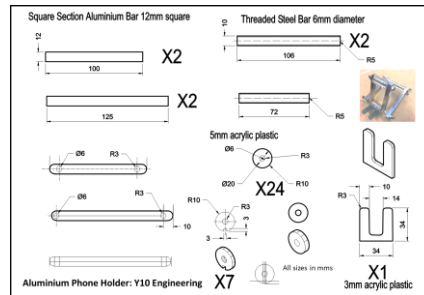 Square Section Aluminium Bar 12mm square
Threaded Steel Bar 6mm diameter
12
X2
100
10
X2
106
R5
X2
125
72
R5
5mm acrylic plastic
Ø6
R3
Ø6
R3
Ø20
R10
X24
10
R3
14
Ø6
R3
10
R10
R3
3
3
34
34
X7
All sizes in mms
X1
3mm acrylic plastic
Aluminium Phone Holder: Y10 Engineering